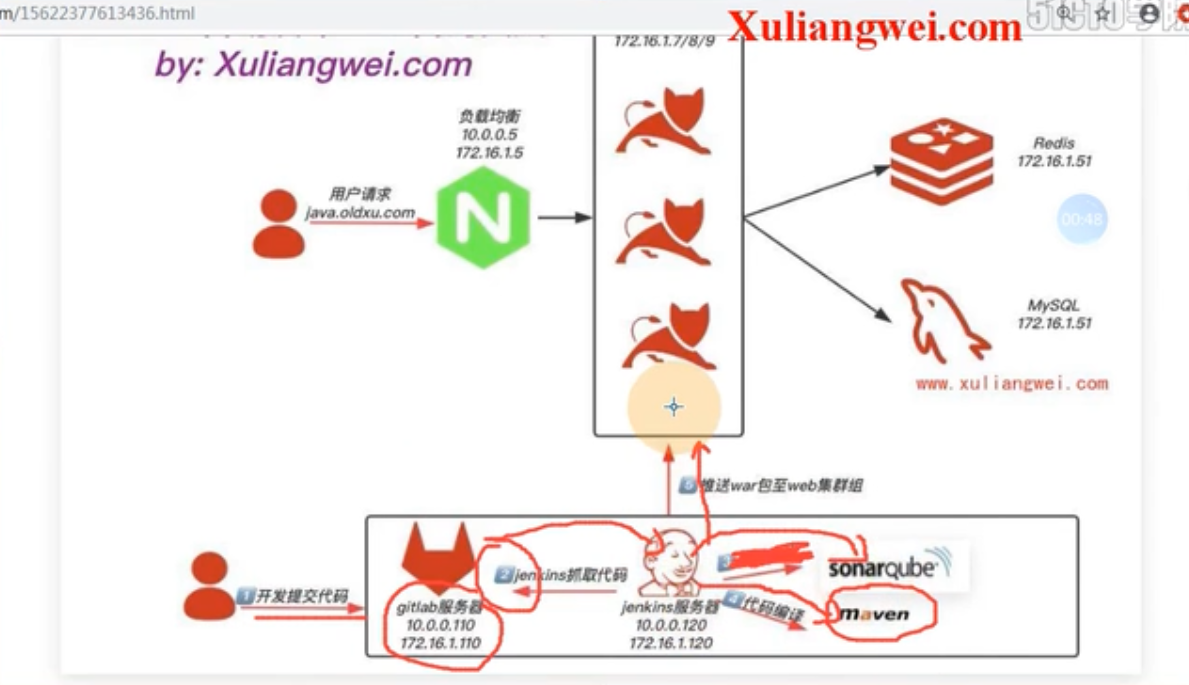 m/15622377613436.html
Xuliangwei.com
by: Xuliangwei.com
172.16.1.7/8/9
负载均衡
10.0.0.5
172.16.1.5
用户请求
java.oldxu.com
N
Redis
172.16.1.51
00:48
MySQL
172.16.1.51
www.xuliangwei.com
5 推送war包至web集群组
1 开发提交代码
2 jenkins抓取代码
3
sonarqube
4 代码编译
maven
gitlab服务器
10.0.0.110
172.16.1.110
jenkins服务器
10.0.0.120
172.16.1.120